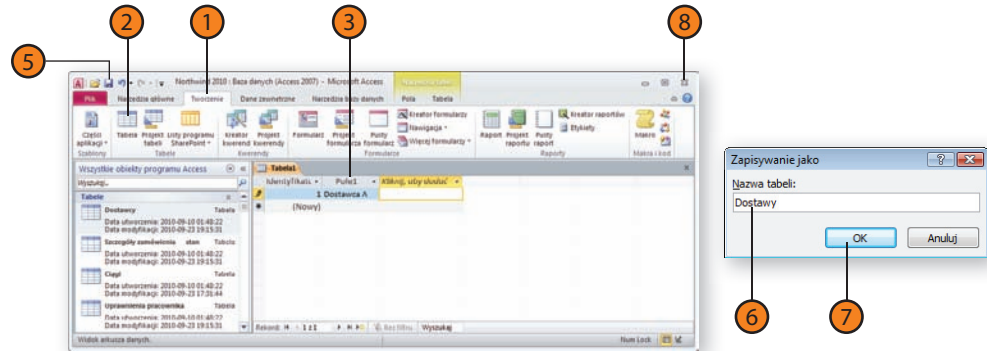 2
1
3
8
5
Northwind 2010 : Baza danych (Access 2007) - Microsoft Access
Plik
Narzędzia główne
Tworzenie
Dane zewnętrzne
Narzędzia bazy danych
Pola
Tabela
Części aplikacji
Tabela
Projekt tabeli
Listy programu SharePoint
Kreator kwerend
Projekt kwerendy
Formularz
Projekt formularza
Pusty formularz
Kreator formularzy
Nawigacja
Więcej formularzy
Raport
Projekt raportu
Pusty raport
Kreator raportów
Etykiety
Makro
Szablony
Tabele
Kwerendy
Formularze
Raporty
Makra i kod
Wszystkie obiekty programu Access
Wyszukaj...
Tabele
Dostawcy
Tabela
Data utworzenia: 2010-09-10 01:48:22
Data modyfikacji: 2010-09-23 19:15:31
Szczegóły zamówienia stan
Tabela
Data utworzenia: 2010-09-10 01:48:22
Data modyfikacji: 2010-09-23 19:15:31
Ciągi
Tabela
Data utworzenia: 2010-09-10 01:48:22
Data modyfikacji: 2010-09-23 17:31:44
Uprawnienia pracownika
Tabela
Data utworzenia: 2010-09-10 01:48:22
Data modyfikacji: 2010-09-23 19:15:31
Tabela1
Identyfikato
Pole1
Kliknij, aby dodać
1 Dostawca A
(Nowy)
Rekord: 1 z 1
Bez filtru
Wyszukaj
Widok arkusza danych.
Num Lock
Zapisywanie jako
Nazwa tabeli:
Dostawy
OK
Anuluj
6
7